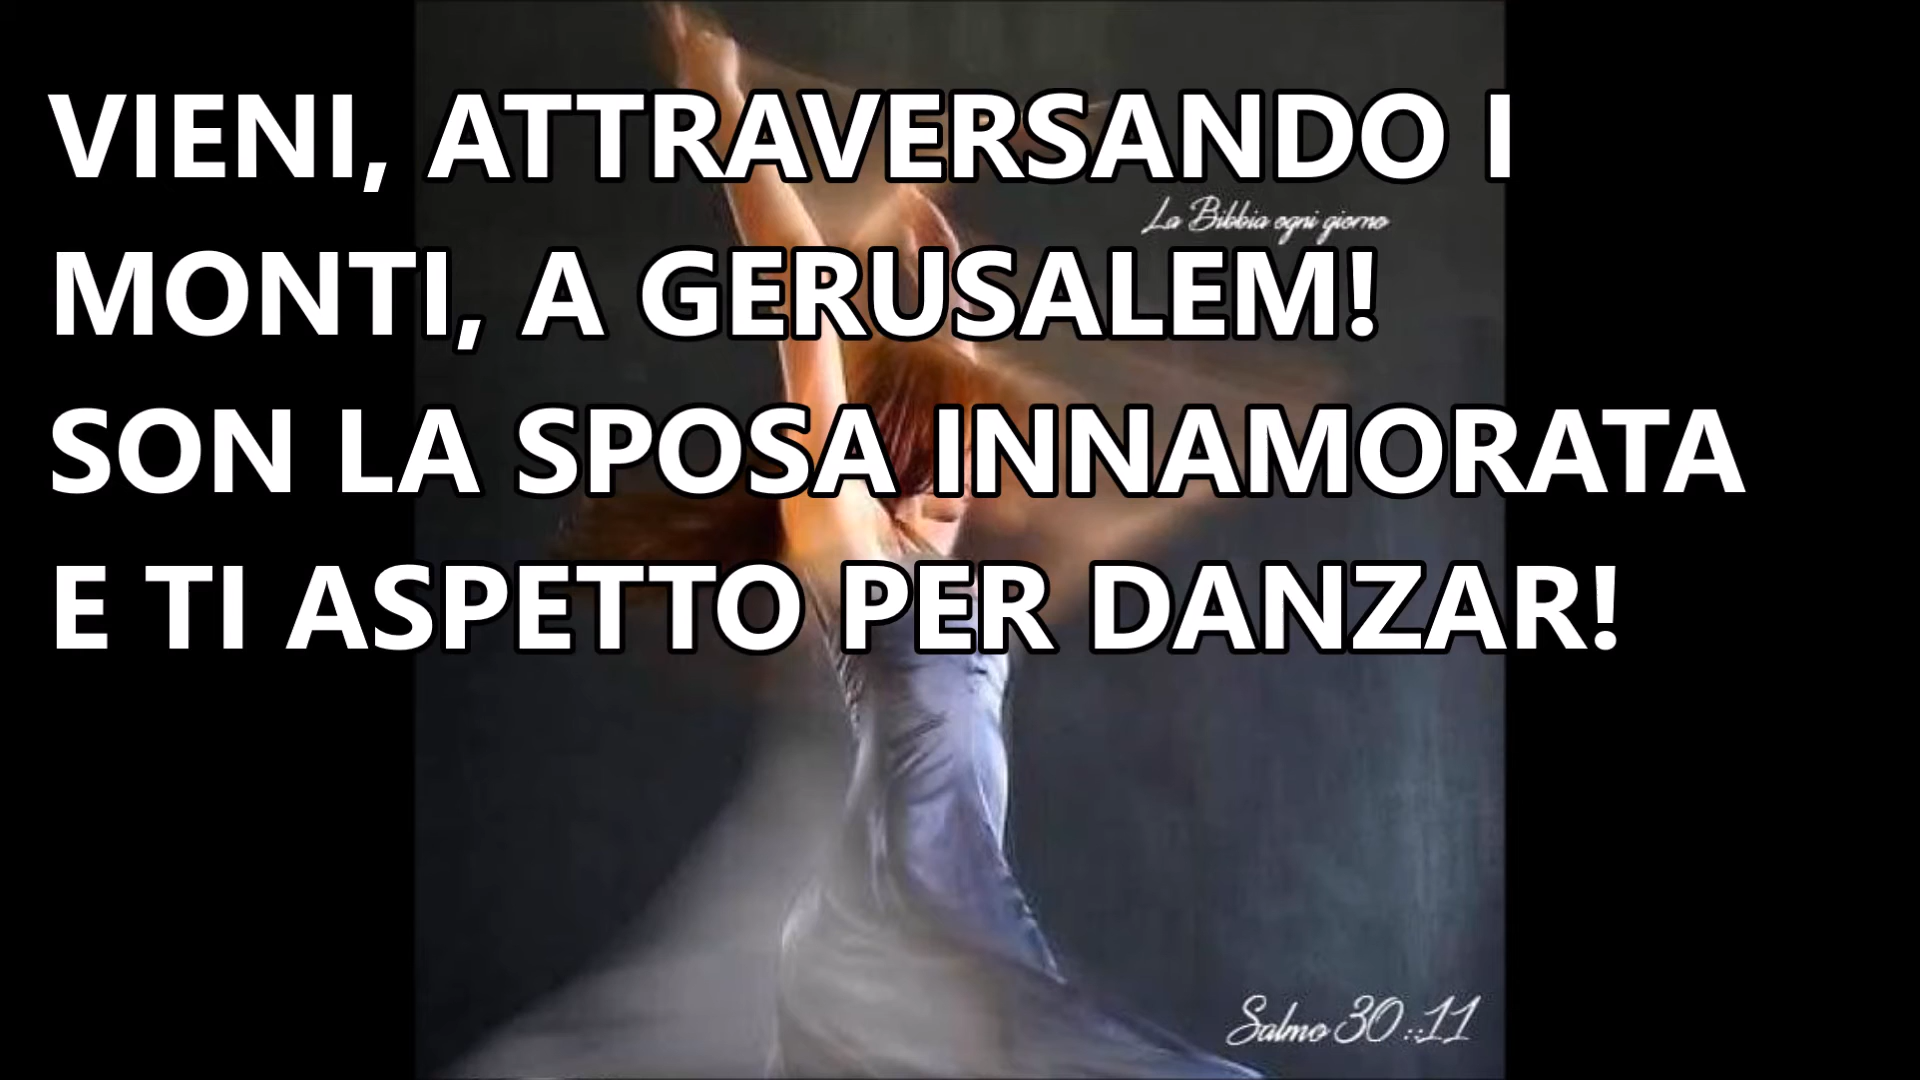 VIENI, ATTRAVERSANDO I
La Bibbia ogni giorno
MONTI, A GERUSALEM!
SON LA SPOSA INNAMORATA
E TI ASPETTO PER DANZAR!
Salmo 30::11